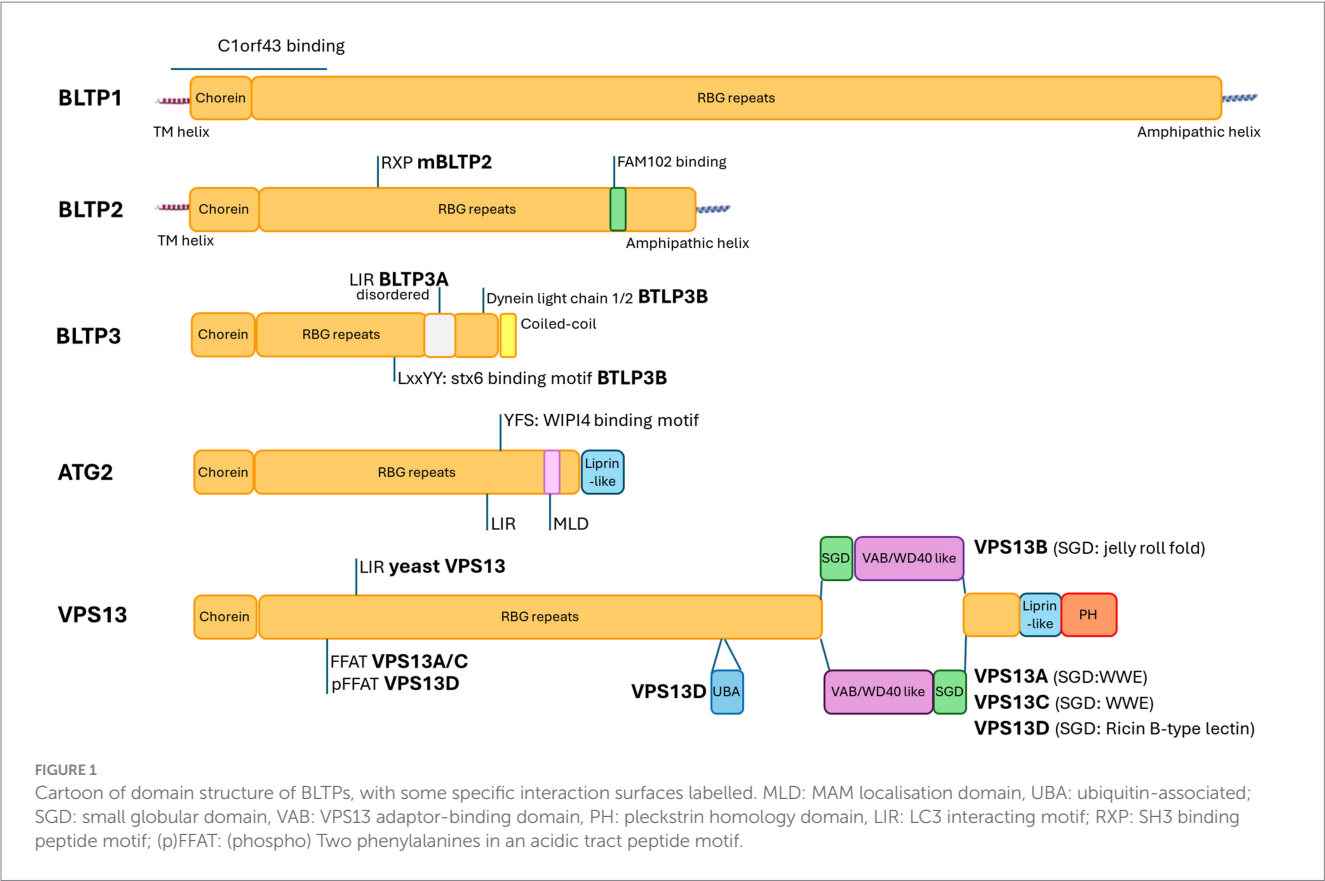 C1orf43 binding
BLTP1
Chorein
RBG repeats
TM helix
Amphipathic helix
RXP mBLTP2
FAM102 binding
BLTP2
Chorein
RBG repeats
TM helix
Amphipathic helix
LIR BLTP3A
disordered
Dynein light chain 1/2 BTLP3B
BLTP3
Chorein
RBG repeats
Coiled-coil
LxxYY: stx6 binding motif BTLP3B
YFS: WIPI4 binding motif
ATG2
Chorein
RBG repeats
Liprin
-like
LIR
MLD
SGD
VAB/WD40 like
VPS13B (SGD: jelly roll fold)
LIR yeast VPS13
VPS13
Chorein
RBG repeats
Liprin
-like
PH
FFAT VPS13A/C
pFFAT VPS13D
VPS13D
UBA
VAB/WD40 like
SGD
VPS13A (SGD:WWE)
VPS13C (SGD: WWE)
VPS13D (SGD: Ricin B-type lectin)
FIGURE 1
Cartoon of domain structure of BLTPs, with some specific interaction surfaces labelled. MLD: MAM localisation domain, UBA: ubiquitin-associated;
SGD: small globular domain, VAB: VPS13 adaptor-binding domain, PH: pleckstrin homology domain, LIR: LC3 interacting motif; RXP: SH3 binding
peptide motif; (p)FFAT: (phospho) Two phenylalanines in an acidic tract peptide motif.